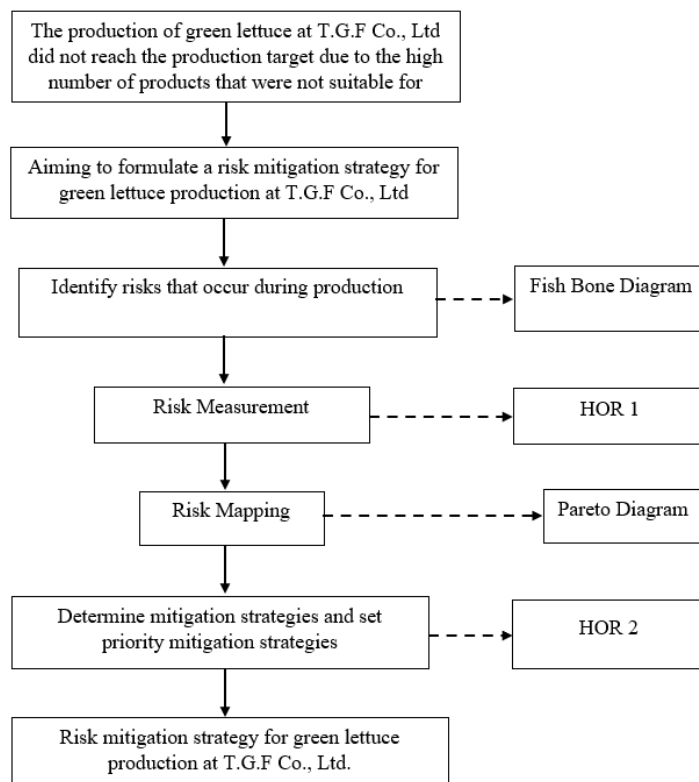 The production of green lettuce at T.G.F Co., Ltd
did not reach the production target due to the high
number of products that were not suitable for
Aiming to formulate a risk mitigation strategy for
green lettuce production at T.G.F Co., Ltd
Identify risks that occur during production
Fish Bone Diagram
Risk Measurement
HOR 1
Risk Mapping
Pareto Diagram
Determine mitigation strategies and set
priority mitigation strategies
HOR 2
Risk mitigation strategy for green lettuce
production at T.G.F Co., Ltd.